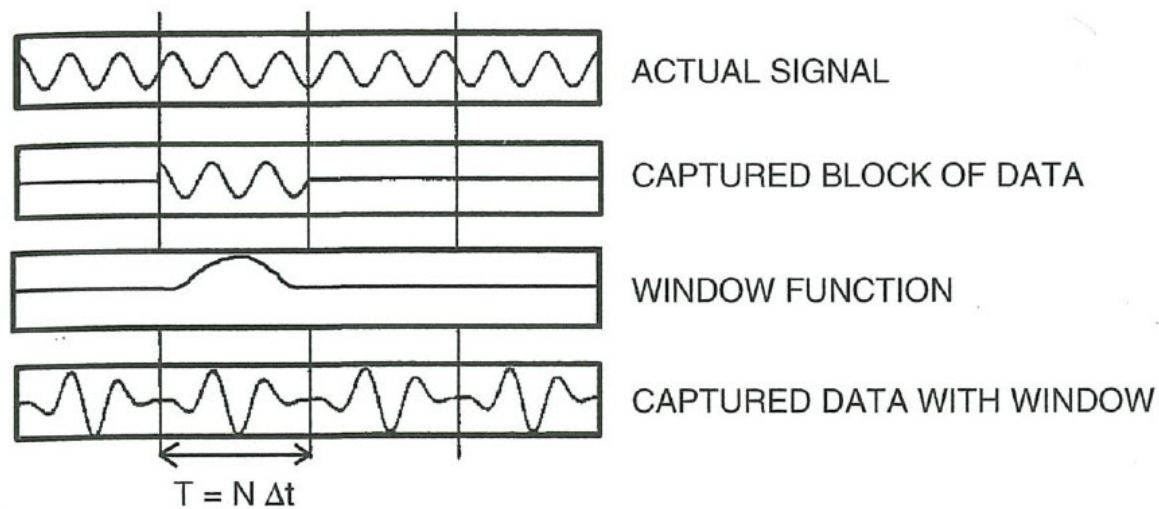 ACTUAL SIGNAL
CAPTURED BLOCK OF DATA
WINDOW FUNCTION
CAPTURED DATA WITH WINDOW
T = N Δt